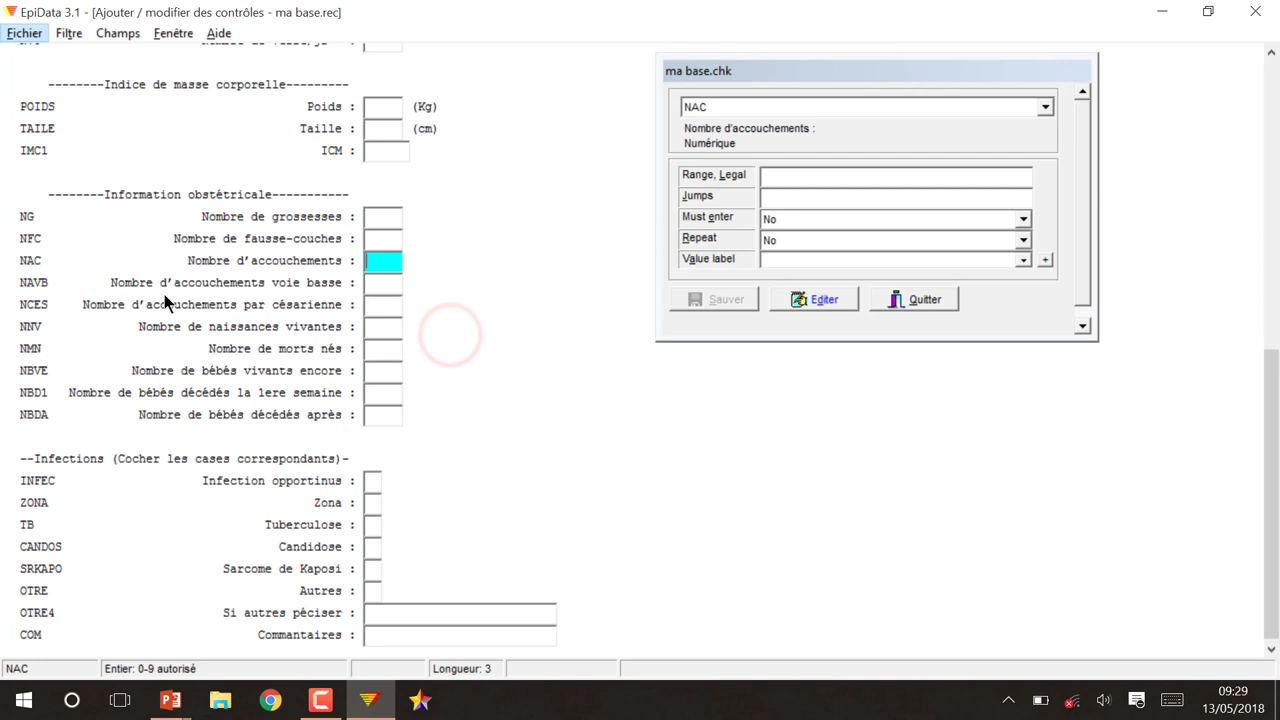 EpiData 3.1 - [Ajouter / modifier des contrôles - ma base.rec]
Fichier Filtre Champs Fenêtre Aide
--------Indice de masse corporelle---------
POIDS Poids : (Kg)
TAILE Taille : (cm)
IMC1 ICM :
--------Information obstétricale-----------
NG Nombre de grossesses :
NFC Nombre de fausse-couches :
NAC Nombre d'accouchements :
NAVB Nombre d'accouchements voie basse :
NCES Nombre d'accouchements par césarienne :
NNV Nombre de naissances vivantes :
NMN Nombre de morts nés :
NBVE Nombre de bébés vivants encore :
NBD1 Nombre de bébés décédés la 1ere semaine :
NBDA Nombre de bébés décédés après :
--Infections (Cocher les cases correspondants)-
INFEC Infection opportinus :
ZONA Zona :
TB Tuberculose :
CANDOS Candidose :
SRKAPO Sarcome de Kaposi :
OTRE Autres :
OTRE4 Si autres péciser :
COM Commantaires :
ma base.chk
NAC
Nombre d'accouchements :
Numérique
Range, Legal
Jumps
Must enter No
Repeat No
Value label +
Sauver Editer Quitter
NAC Entier: 0-9 autorisé Longueur: 3
09:29
13/05/2018